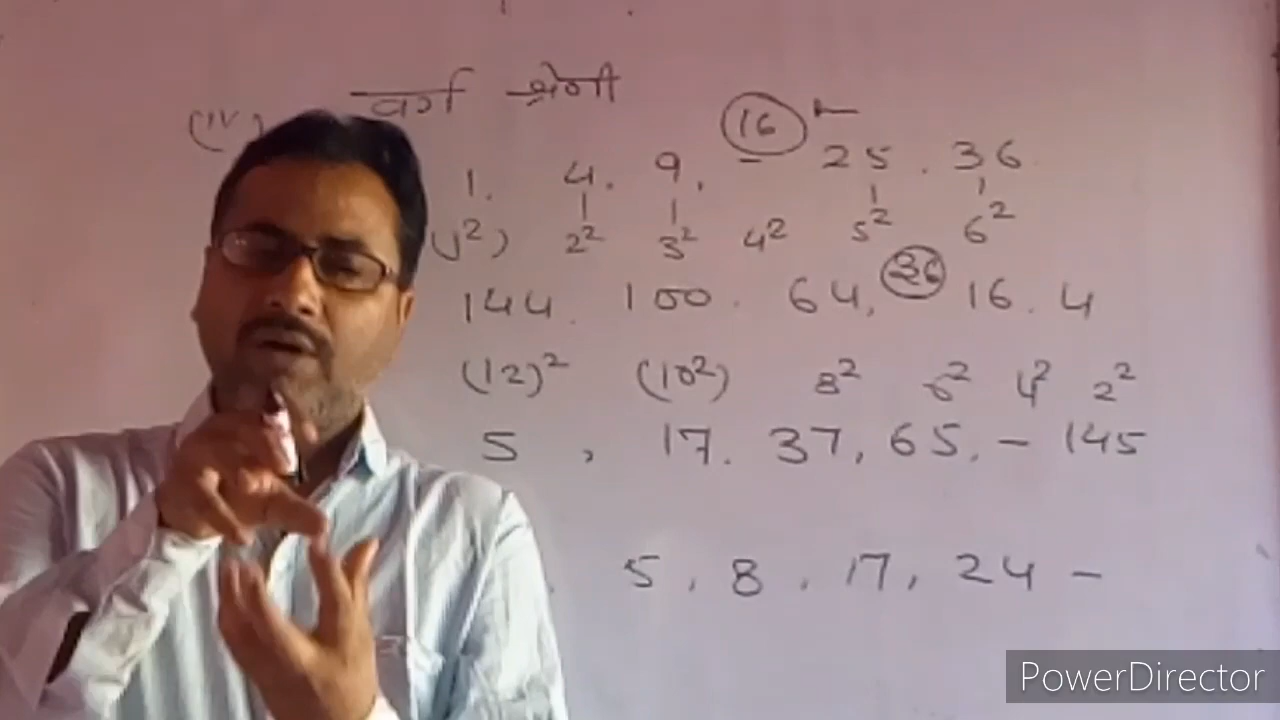 (IV) वर्ग श्रेणी
1. 4. 9. – (16) 25. 36
(1²) 2² 3² 4² 5² 6²
144. 100. 64, (36) 16. 4
(12)² (10²) 8² 6² 4² 2²
5, 17. 37, 65. – 145
5. 8. 17, 24 –
PowerDirector